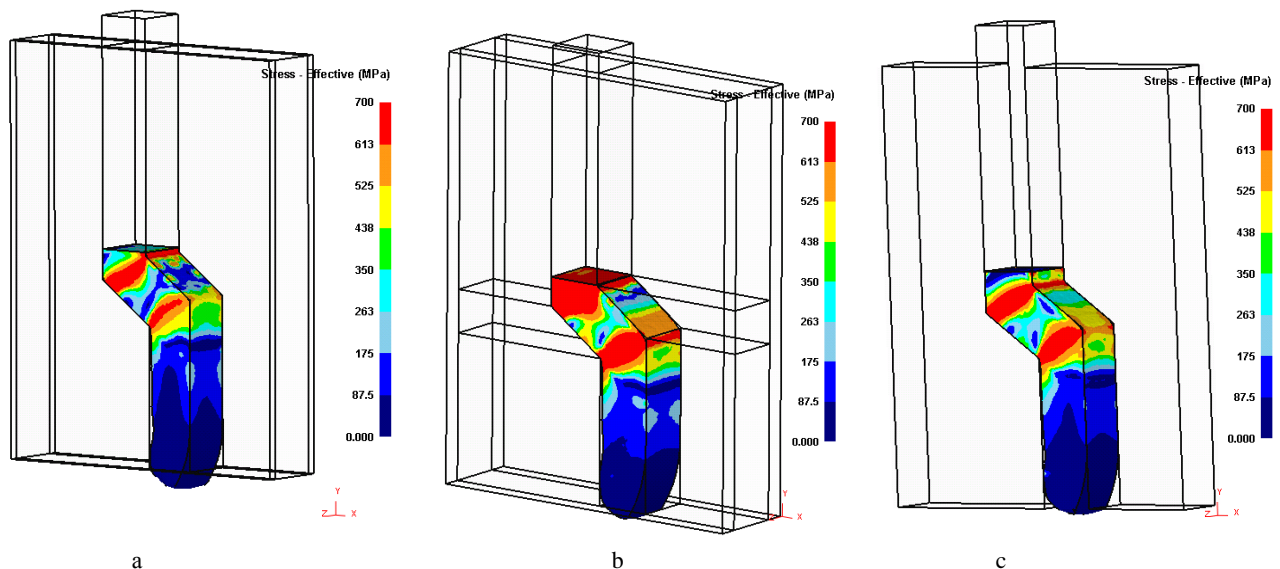 Stress - Effective (MPa)
700
613
525
438
350
263
175
87.5
0.000
Y
Z X
a
Stress - Effective (MPa)
700
613
525
438
350
263
175
87.5
0.000
Y
Z X
b
Stress - Effective (MPa)
700
613
525
438
350
263
175
87.5
0.000
Y
Z X
c